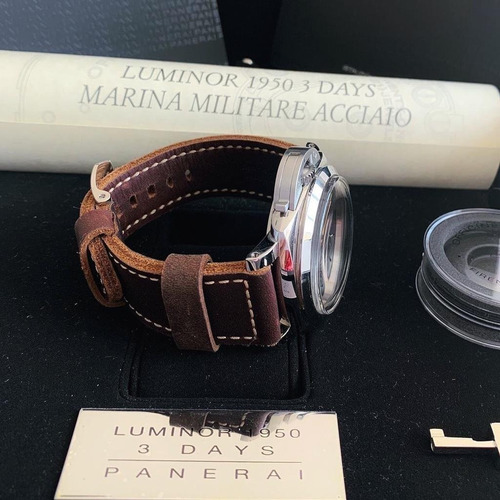 LUMINOR 1950 3 DAYS
MARINA MILITARE ACCIAIO
LUMINOR 1950
3 DAYS
PANERAI